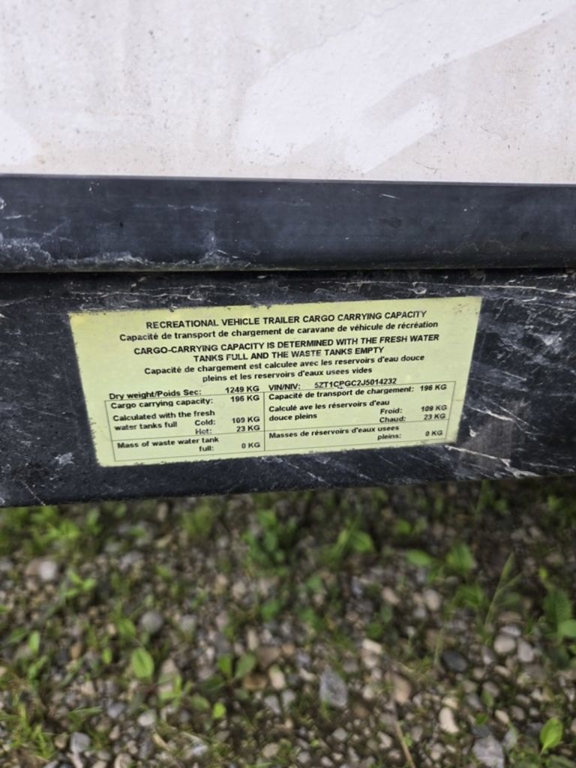 RECREATIONAL VEHICLE TRAILER CARGO CARRYING CAPACITY
Capacité de transport de chargement de caravane de véhicule de récréation
CARGO-CARRYING CAPACITY IS DETERMINED WITH THE FRESH WATER
TANKS FULL AND THE WASTE TANKS EMPTY
Capacité de chargement est calculee avec les reservoirs d'eau douce
pleins et les reservoirs d'eaux usees vides
Dry weight/Poids Sec: 1249 KG VIN/NIV: 5ZT1CPGC2J5014232
Cargo carrying capacity: 196 KG
Calculated with the fresh
water tanks full Cold: 109 KG
Hot: 23 KG
Mass of waste water tank
full: 0 KG
Capacité de transport de chargement: 196 KG
Calculé ave les réservoirs d'eau
douce pleins Froid: 109 KG
Chaud: 23 KG
Masses de réservoirs d'eaux usees
pleins: 0 KG